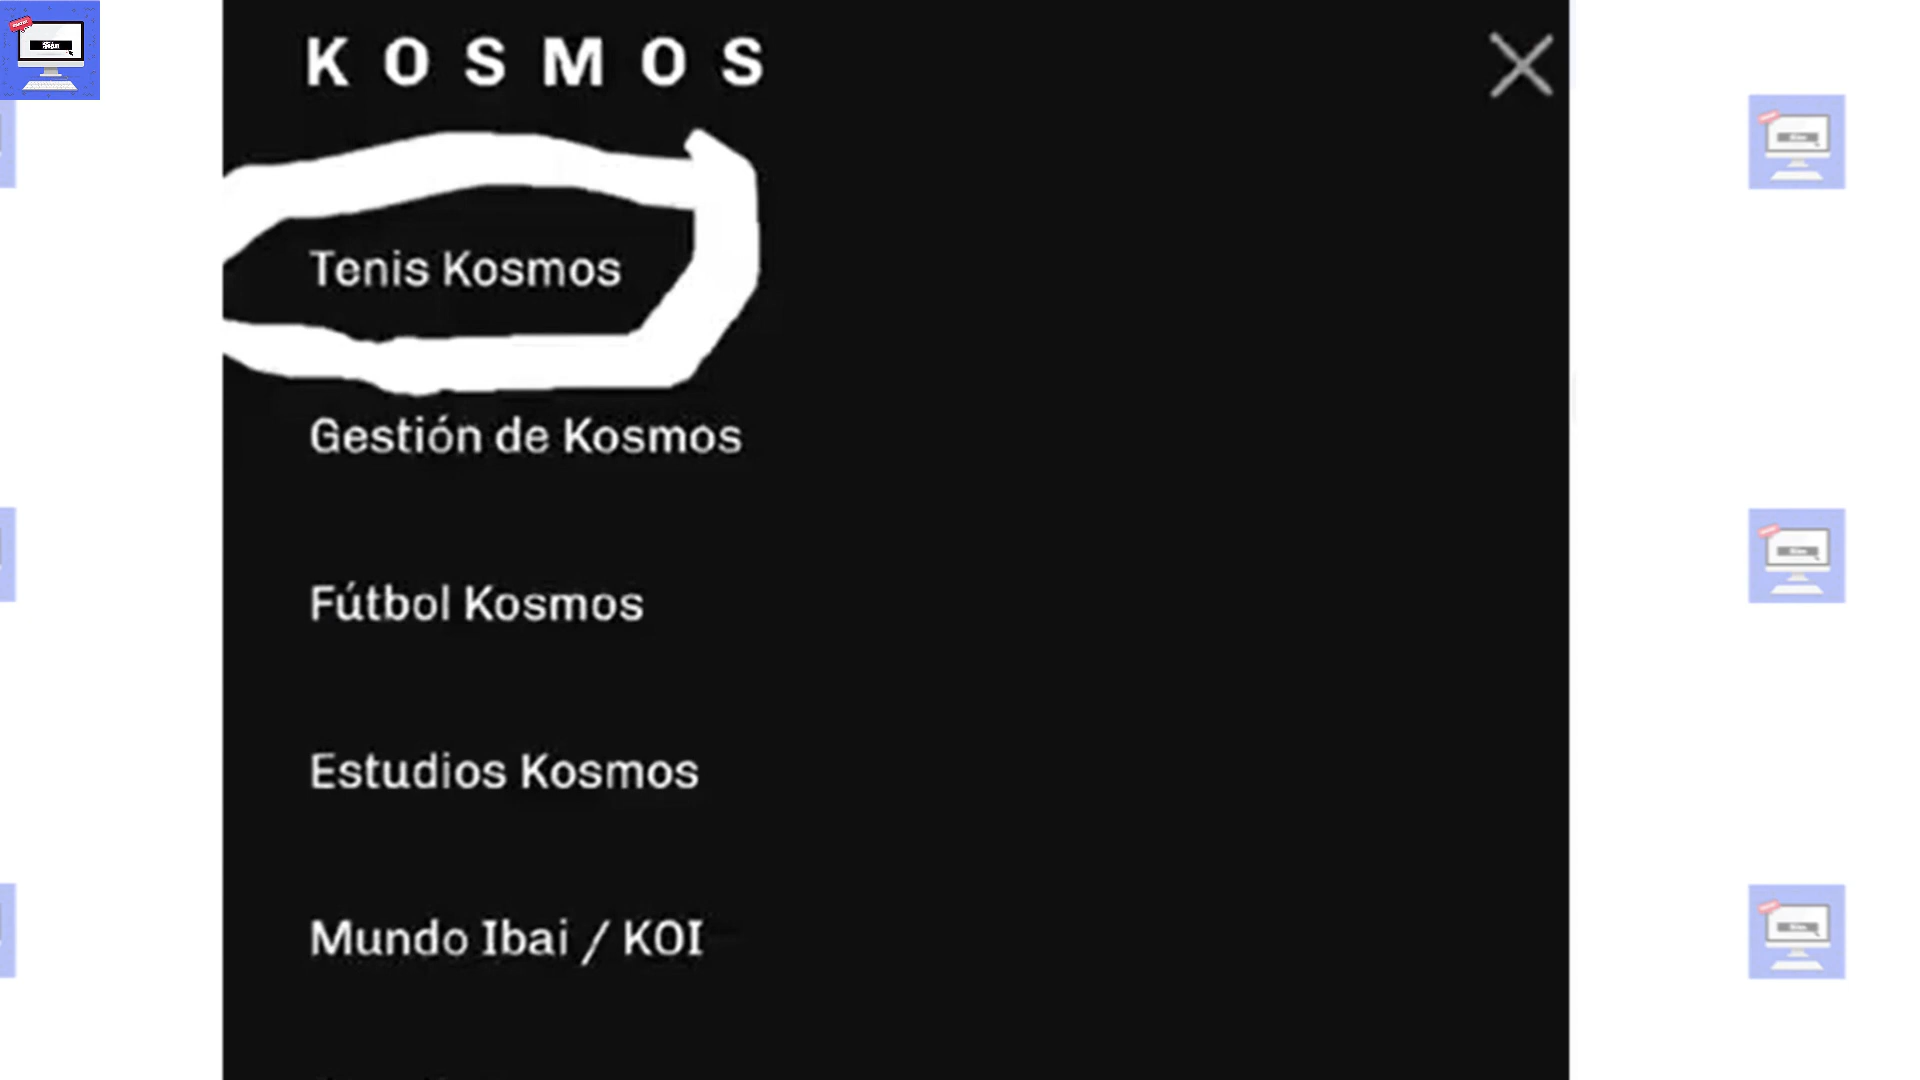 K O S M O S
Tenis Kosmos
Gestión de Kosmos
Fútbol Kosmos
Estudios Kosmos
Mundo Ibai / KOI